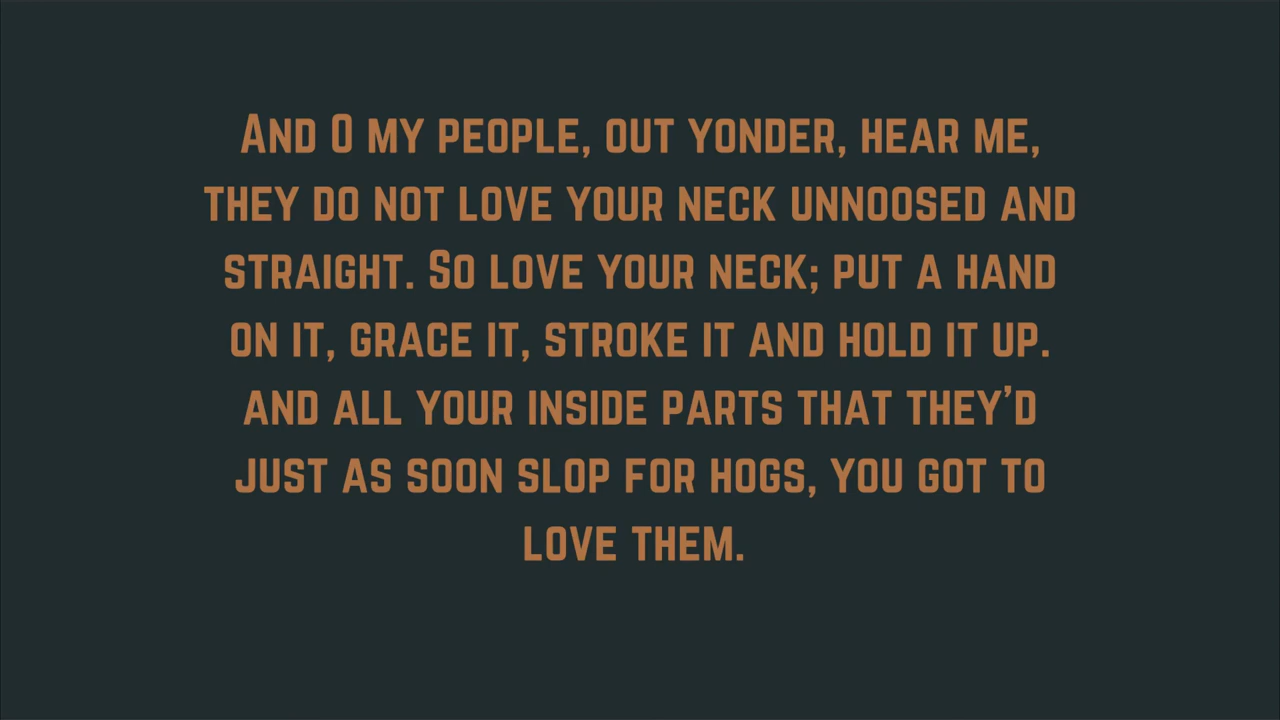 And O my people, out yonder, hear me,
they do not love your neck unnoosed and
straight. So love your neck; put a hand
on it, grace it, stroke it and hold it up.
and all your inside parts that they'd
just as soon slop for hogs, you got to
love them.